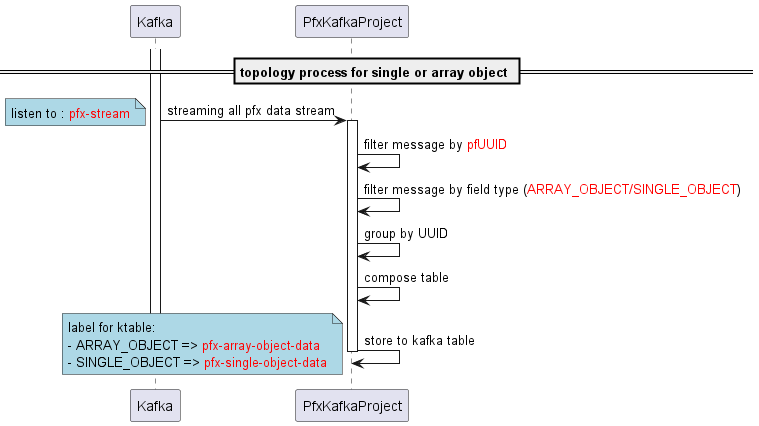 Kafka
PfxKafkaProject
topology process for single or array object
listen to : pfx-stream
streaming all pfx data stream
filter message by pfUUID
filter message by field type (ARRAY_OBJECT/SINGLE_OBJECT)
group by UUID
compose table
label for ktable:
- ARRAY_OBJECT => pfx-array-object-data
- SINGLE_OBJECT => pfx-single-object-data
store to kafka table
Kafka
PfxKafkaProject